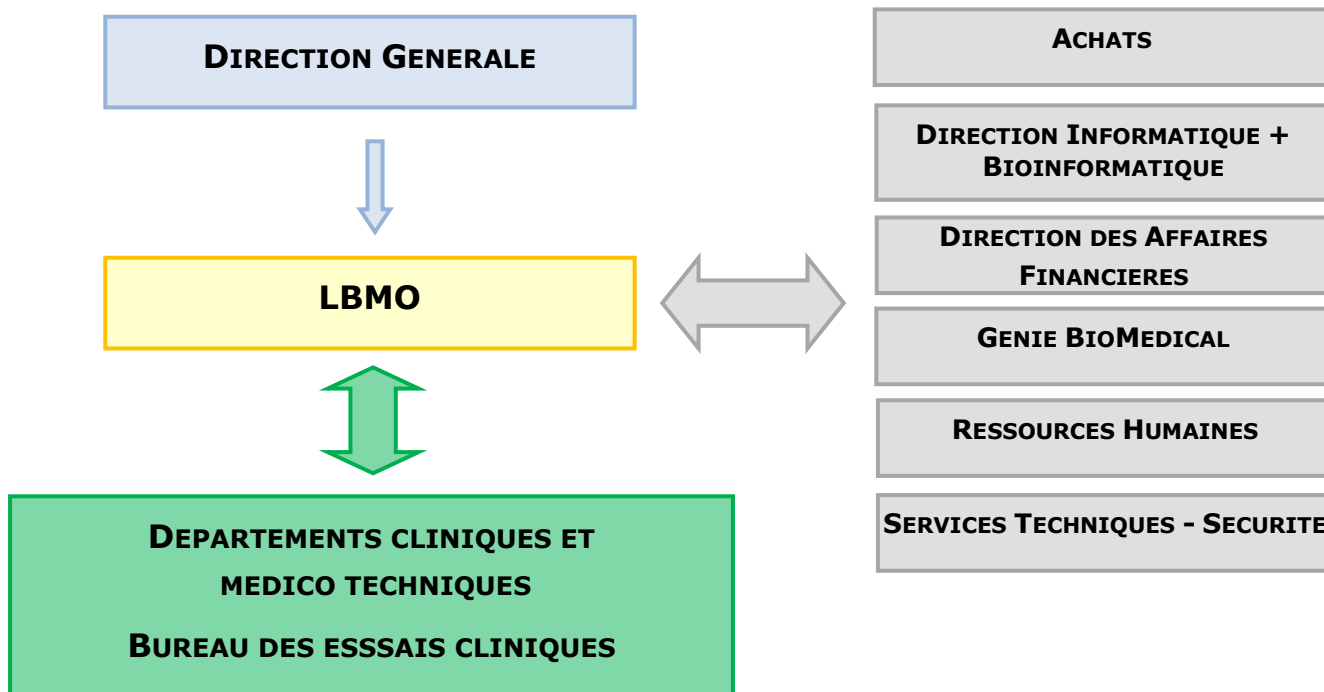 DIRECTION GENERALE
LBMO
DEPARTEMENTS CLINIQUES ET
MEDICO TECHNIQUES
BUREAU DES ESSSAIS CLINIQUES
ACHATS
DIRECTION INFORMATIQUE +
BIOINFORMATIQUE
DIRECTION DES AFFAIRES
FINANCIERES
GENIE BIOMEDICAL
RESSOURCES HUMAINES
SERVICES TECHNIQUES - SECURITE